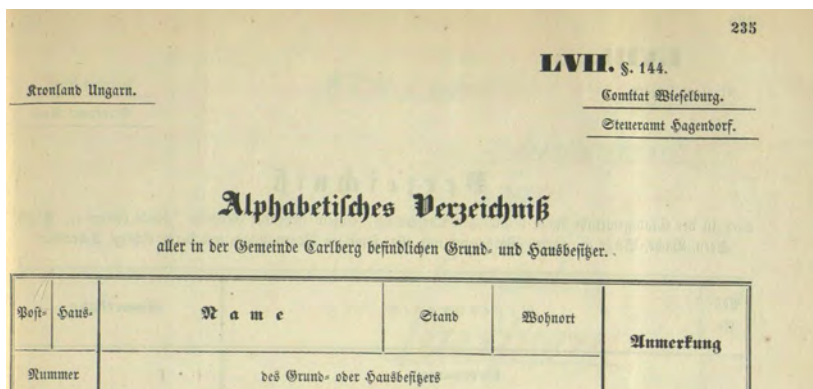 235
LVII. §. 144.
Kronland Ungarn.
Comitat Wieselburg.
Steueramt Hagendorf.
Alphabetisches Verzeichniß
aller in der Gemeinde Carlberg befindlichen Grund- und Hausbesitzer.
Post- Haus- Name Stand Wohnort Anmerkung
Nummer des Grund- oder Hausbesitzers